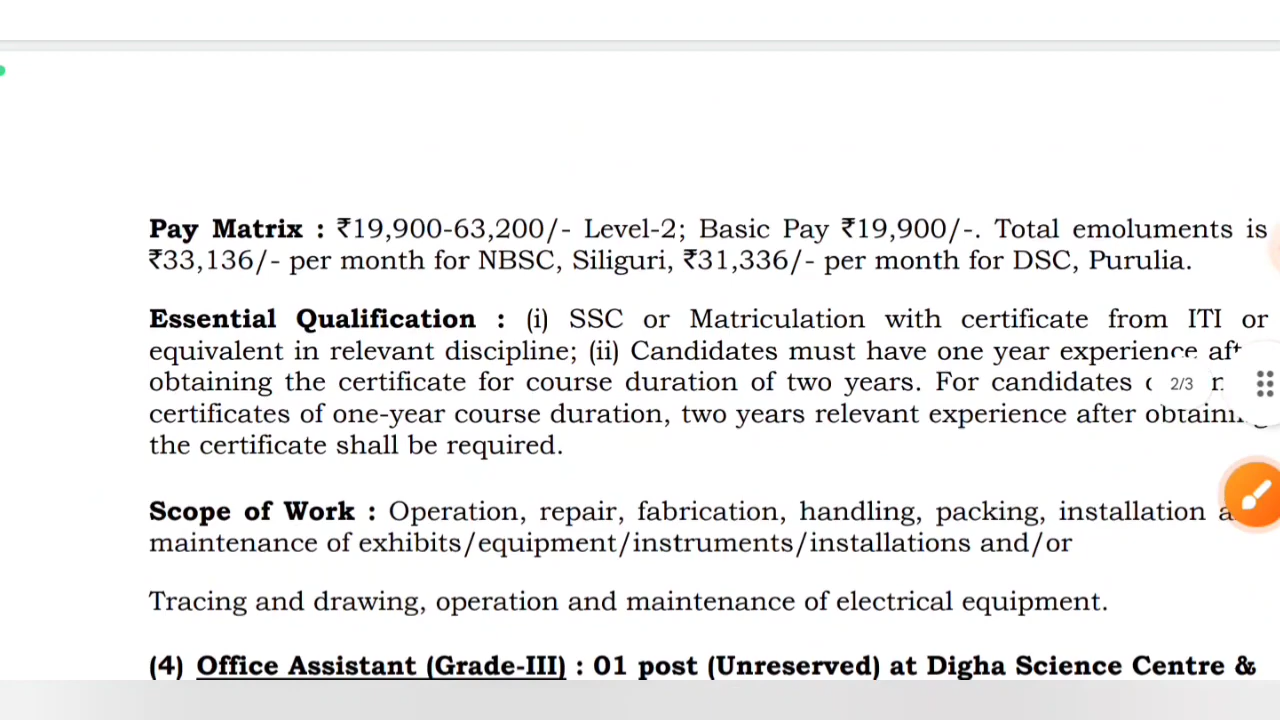 Pay Matrix : ₹19,900-63,200/- Level-2; Basic Pay ₹19,900/-. Total emoluments is
₹33,136/- per month for NBSC, Siliguri, ₹31,336/- per month for DSC, Purulia.
Essential Qualification : (i) SSC or Matriculation with certificate from ITI or
equivalent in relevant discipline; (ii) Candidates must have one year experience
obtaining the certificate for course duration of two years. For candidates 2/3
certificates of one-year course duration, two years relevant experience after
the certificate shall be required.
Scope of Work : Operation, repair, fabrication, handling, packing, installation
maintenance of exhibits/equipment/instruments/installations and/or
Tracing and drawing, operation and maintenance of electrical equipment.
(4) Office Assistant (Grade-III) : 01 post (Unreserved) at Digha Science Centre &